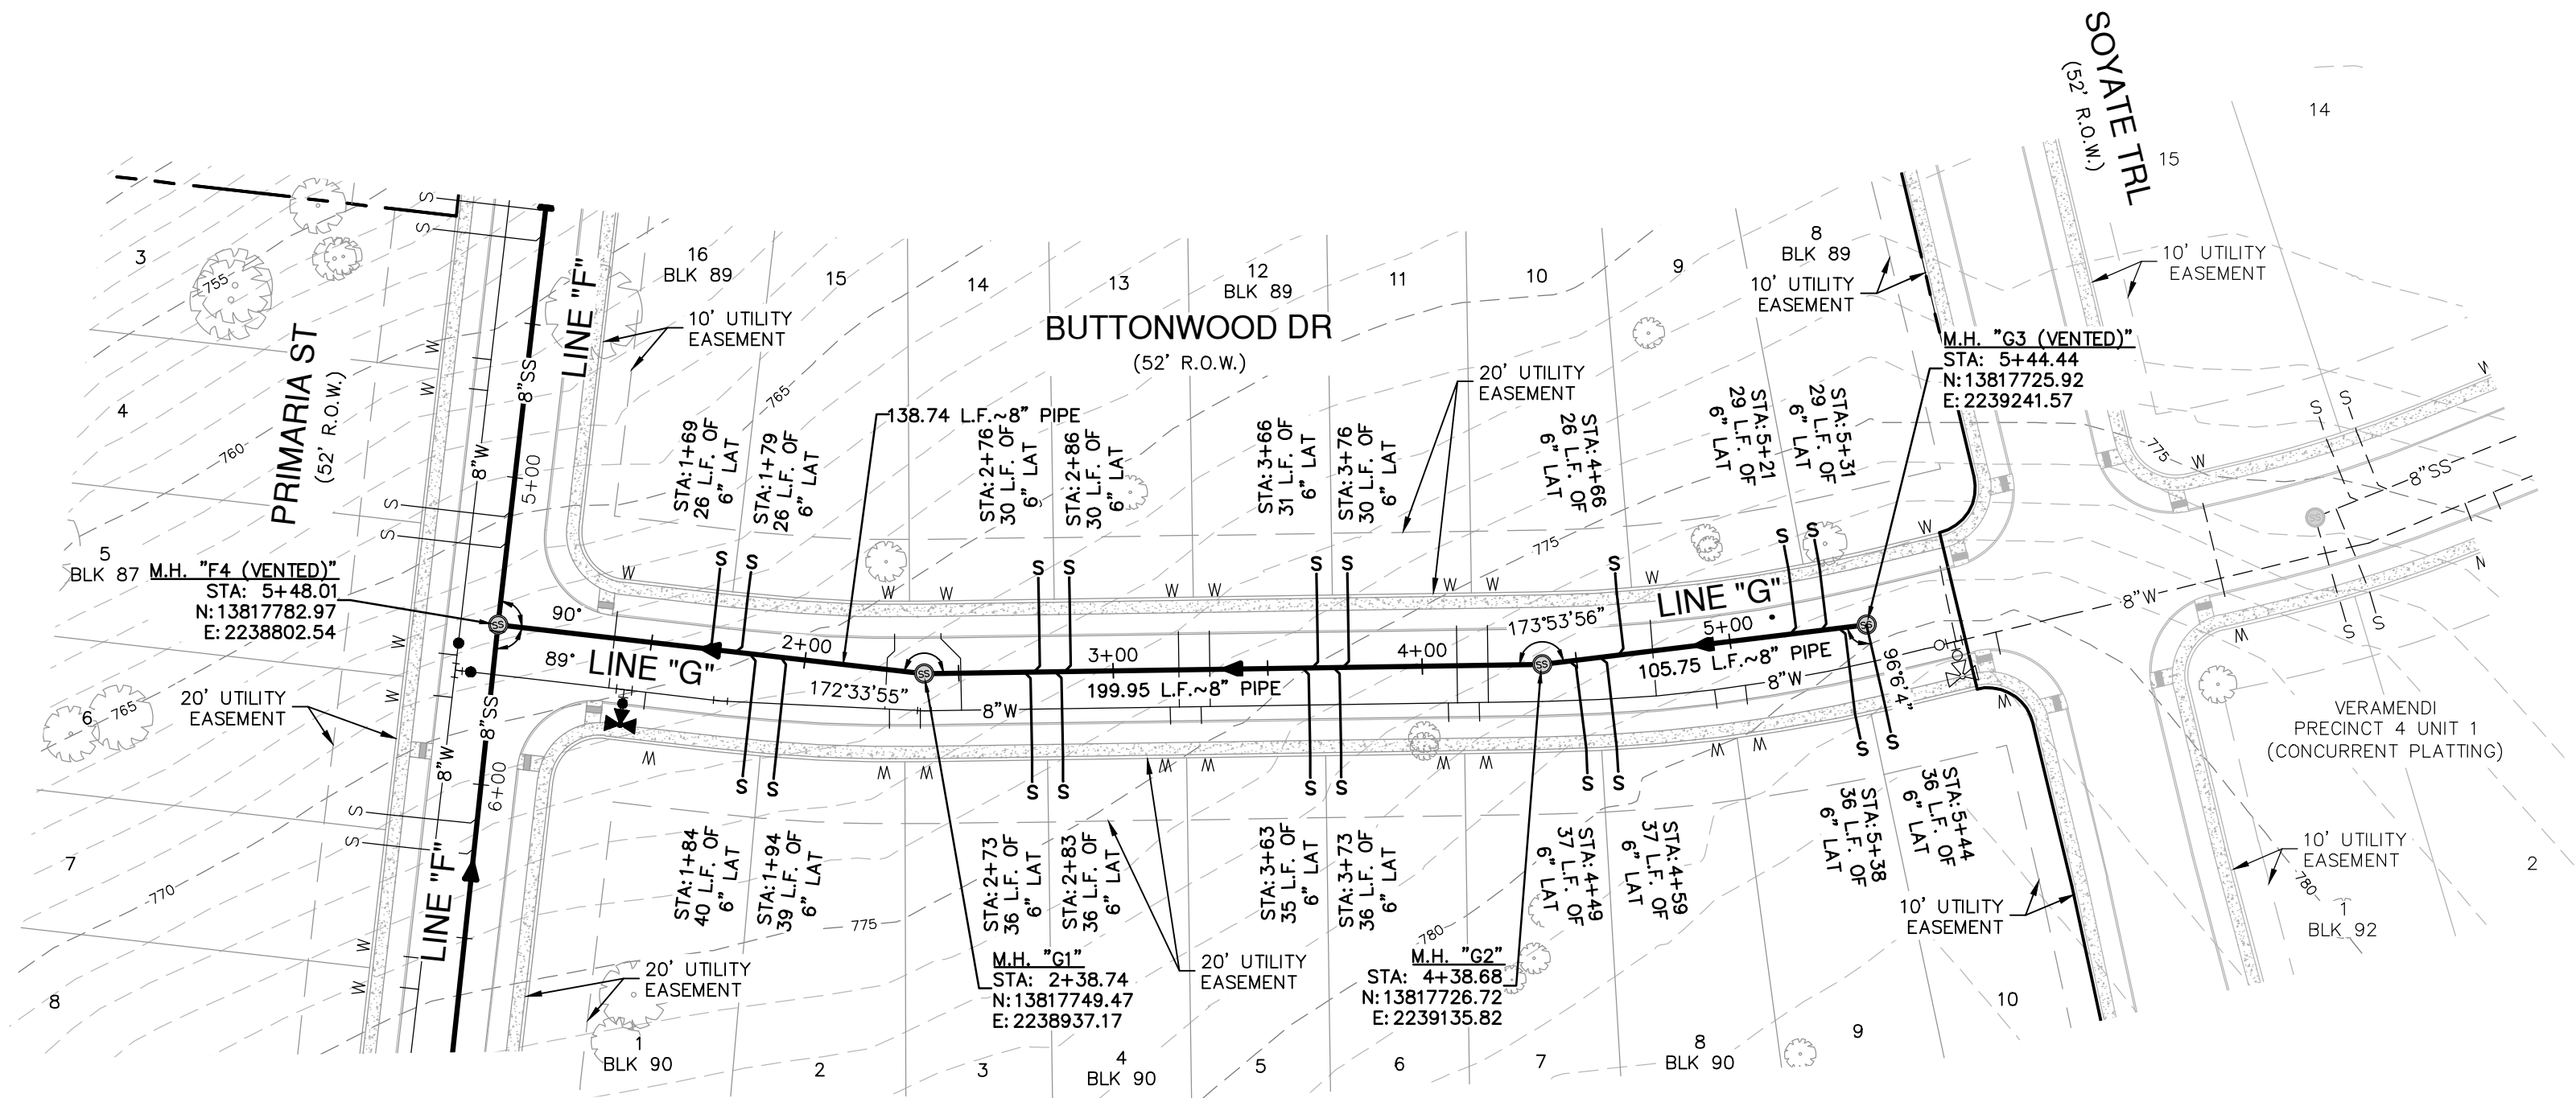 SOYATE TRL
(52' R.O.W.)
14
15
3
755
16
BLK 89
15
14
13
12
BLK 89
11
10
9
8
BLK 89
10' UTILITY
EASEMENT
10' UTILITY
EASEMENT
LINE "F"
10' UTILITY
EASEMENT
BUTTONWOOD DR
(52' R.O.W.)
M.H. "G3 (VENTED)"
STA: 5+44.44
N:13817725.92
E:2239241.57
PRIMARIA ST
(52' R.O.W.)
4
760
8"SS
8"W
5+00
765
138.74 L.F.~8" PIPE
20' UTILITY
EASEMENT
STA:1+69
26 L.F. OF
6" LAT
STA:1+79
26 L.F. OF
6" LAT
STA:2+76
30 L.F. OF
6" LAT
STA:2+86
30 L.F. OF
6" LAT
STA:3+66
31 L.F. OF
6" LAT
STA:3+76
30 L.F. OF
6" LAT
STA:4+66
26 L.F. OF
6" LAT
STA:5+21
29 L.F. OF
6" LAT
STA:5+31
29 L.F. OF
6" LAT
775
8"SS
5
BLK 87
M.H. "F4 (VENTED)"
STA: 5+48.01
N:13817782.97
E:2238802.54
90°
89°
LINE "G"
2+00
172°33'55"
3+00
199.95 L.F.~8" PIPE
4+00
775
173°53'56"
LINE "G"
5+00
105.75 L.F.~8" PIPE
96°6'4"
8"W
8"W
8"W
20' UTILITY
EASEMENT
6
765
8"SS
8"W
6+00
VERAMENDI
PRECINCT 4 UNIT 1
(CONCURRENT PLATTING)
STA:1+84
40 L.F. OF
6" LAT
STA:1+94
39 L.F. OF
6" LAT
STA:2+73
36 L.F. OF
6" LAT
STA:2+83
36 L.F. OF
6" LAT
STA:3+63
35 L.F. OF
6" LAT
STA:3+73
36 L.F. OF
6" LAT
STA:4+49
37 L.F. OF
6" LAT
STA:4+59
37 L.F. OF
6" LAT
STA:5+38
36 L.F. OF
6" LAT
STA:5+44
36 L.F. OF
6" LAT
7
770
LINE "F"
775
780
10' UTILITY
EASEMENT
10' UTILITY
EASEMENT
780
2
1
BLK 92
20' UTILITY
EASEMENT
M.H. "G1"
STA: 2+38.74
N:13817749.47
E:2238937.17
20' UTILITY
EASEMENT
M.H. "G2"
STA: 4+38.68
N:13817726.72
E:2239135.82
8
1
BLK 90
2
3
4
BLK 90
5
6
7
8
BLK 90
9
10